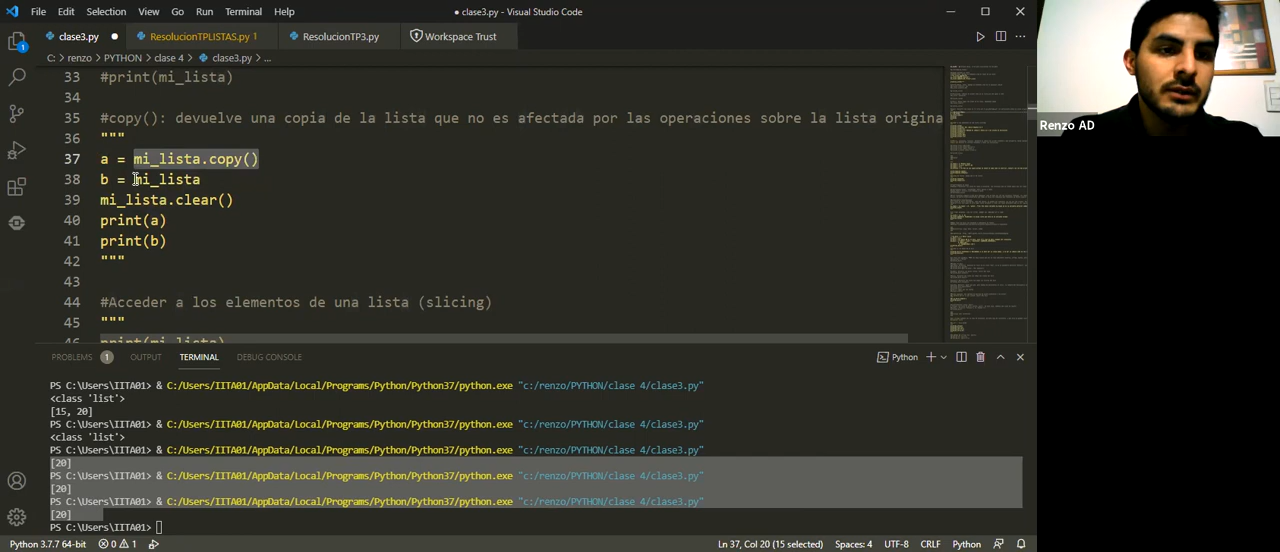 File Edit Selection View Go Run Terminal Help
● clase3.py - Visual Studio Code
clase3.py ● ResolucionTPLISTAS.py 1 ResolucionTP3.py Workspace Trust
C: > renzo > PYTHON > clase 4 > clase3.py > ...
33 #print(mi_lista)
34
35 #copy(): devuelve un copia de la lista que no es afectada por las operaciones sobre la lista origina
36 """
37 a = mi_lista.copy()
38 b = mi_lista
39 mi_lista.clear()
40 print(a)
41 print(b)
42 """
43
44 #Acceder a los elementos de una lista (slicing)
45 """
46 print(mi_lista)
Renzo AD
PROBLEMS 1 OUTPUT TERMINAL DEBUG CONSOLE
Python
PS C:\Users\IITA01> & C:/Users/IITA01/AppData/Local/Programs/Python/Python37/python.exe "c:/renzo/PYTHON/clase 4/clase3.py"
<class 'list'>
[15, 20]
PS C:\Users\IITA01> & C:/Users/IITA01/AppData/Local/Programs/Python/Python37/python.exe "c:/renzo/PYTHON/clase 4/clase3.py"
<class 'list'>
PS C:\Users\IITA01> & C:/Users/IITA01/AppData/Local/Programs/Python/Python37/python.exe "c:/renzo/PYTHON/clase 4/clase3.py"
[20]
PS C:\Users\IITA01> & C:/Users/IITA01/AppData/Local/Programs/Python/Python37/python.exe "c:/renzo/PYTHON/clase 4/clase3.py"
[20]
PS C:\Users\IITA01> & C:/Users/IITA01/AppData/Local/Programs/Python/Python37/python.exe "c:/renzo/PYTHON/clase 4/clase3.py"
[20]
PS C:\Users\IITA01>
Python 3.7.7 64-bit 0 1 Ln 37, Col 20 (15 selected) Spaces: 4 UTF-8 CRLF Python